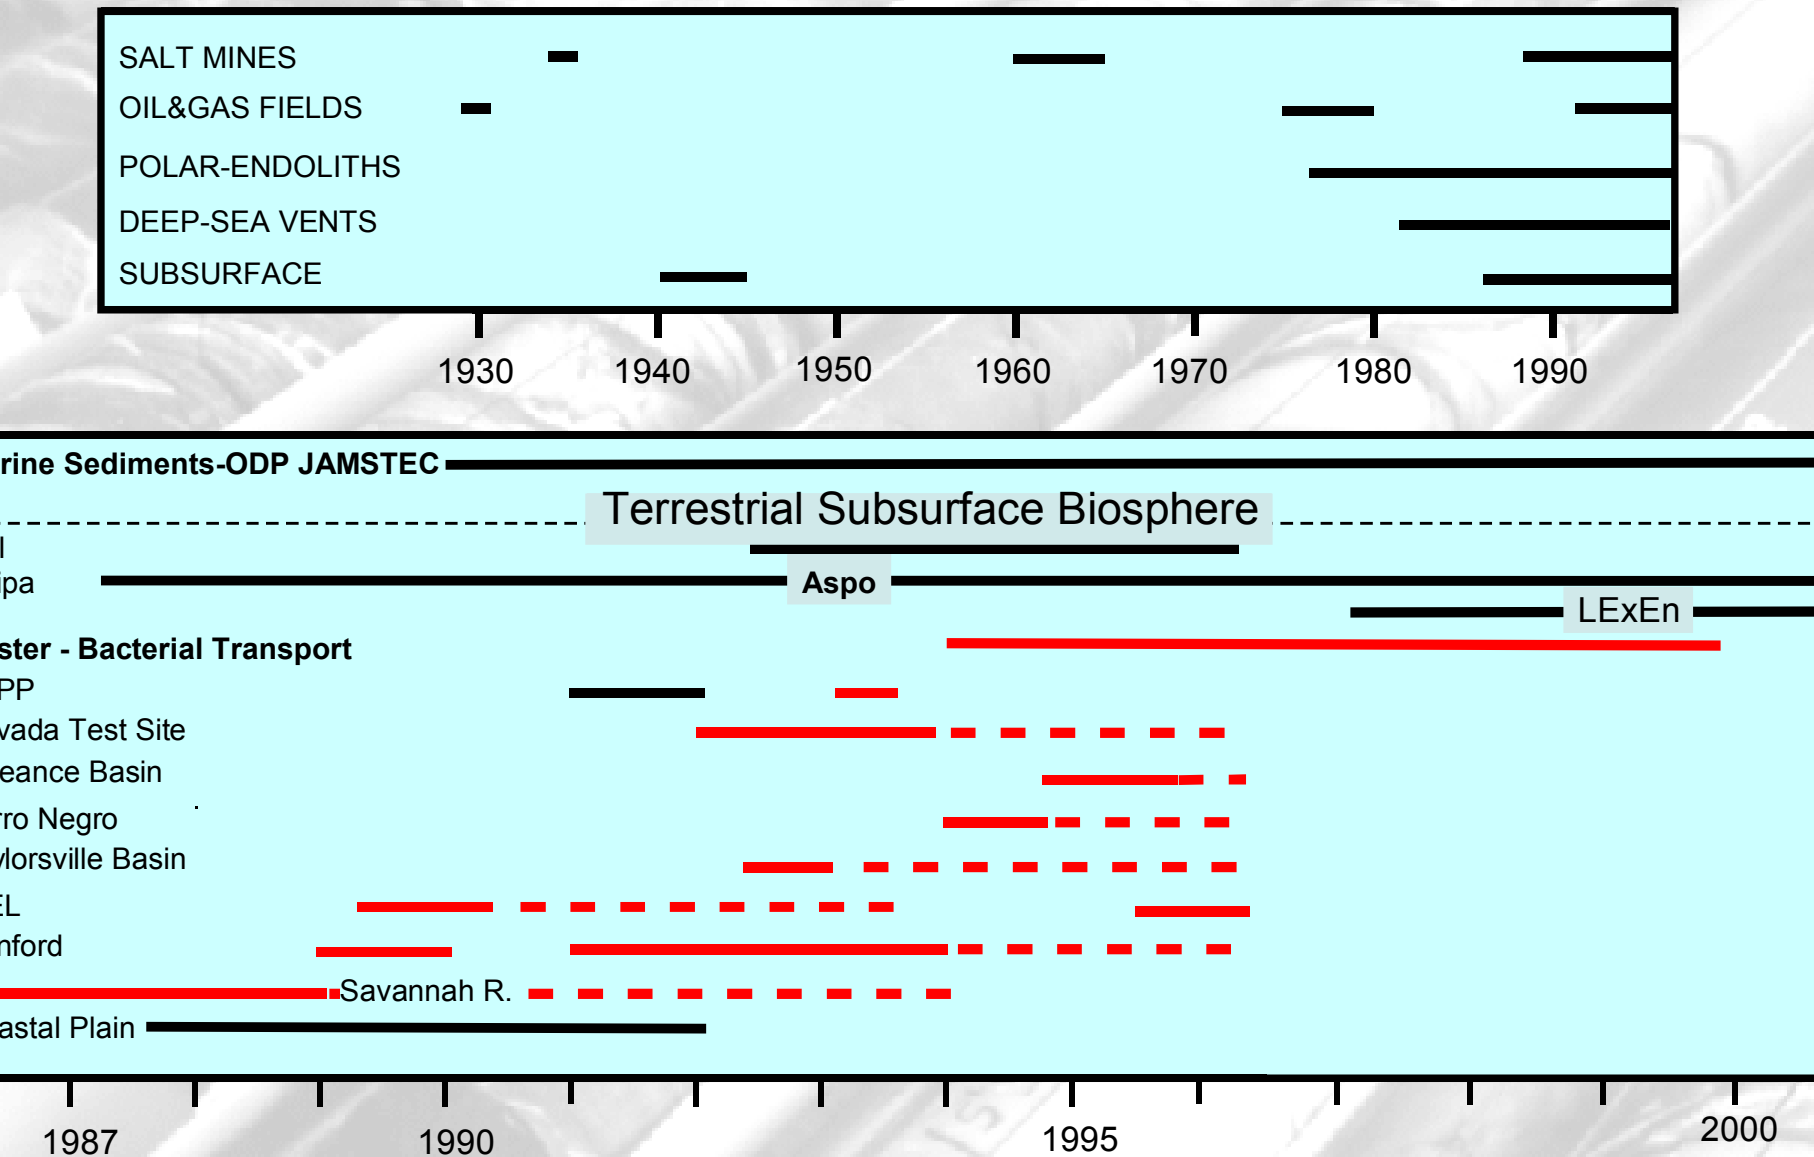 SALT MINES
OIL&GAS FIELDS
POLAR-ENDOLITHS
DEEP-SEA VENTS
SUBSURFACE
1930 1940 1950 1960 1970 1980 1990
rine Sediments-ODP JAMSTEC
Terrestrial Subsurface Biosphere
l
ipa
Aspo
LExEn
ster - Bacterial Transport
PP
vada Test Site
eance Basin
rro Negro
ylorsville Basin
EL
nford
Savannah R.
astal Plain
1987 1990 1995 2000